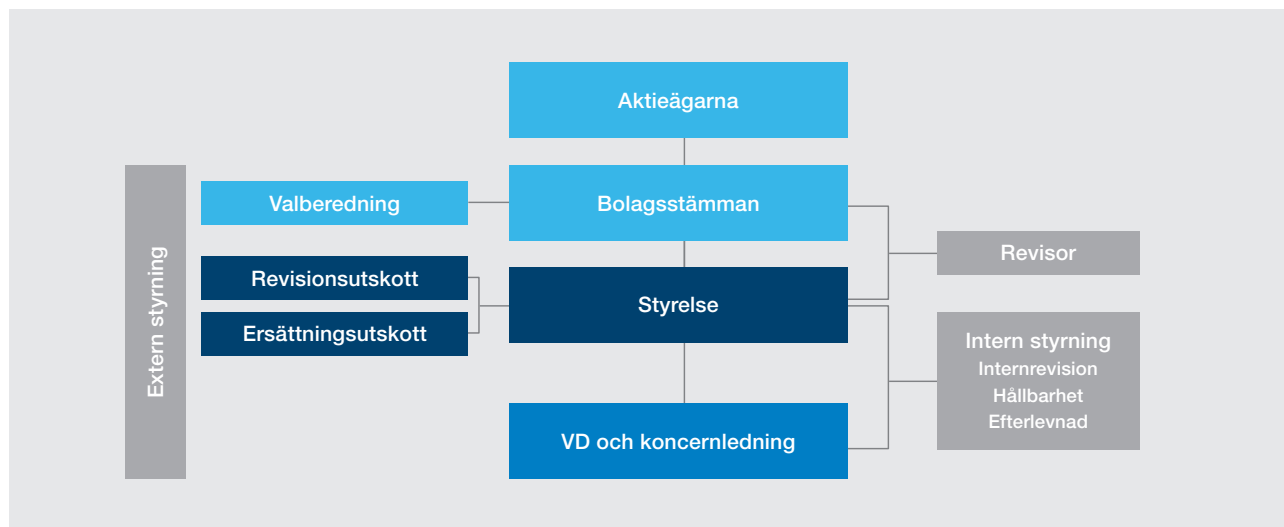 Aktieägarna
Extern styrning
Valberedning
Bolagsstämman
Revisionsutskott
Ersättningsutskott
Styrelse
Revisor
Intern styrning
Internrevision
Hållbarhet
Efterlevnad
VD och koncernledning